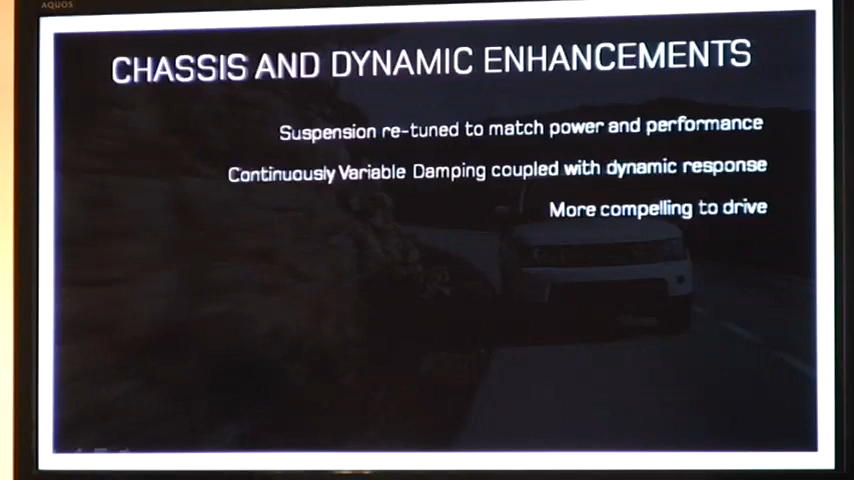 AQUOS
CHASSIS AND DYNAMIC ENHANCEMENTS
Suspension re-tuned to match power and performance
Continuously Variable Damping coupled with dynamic response
More compelling to drive